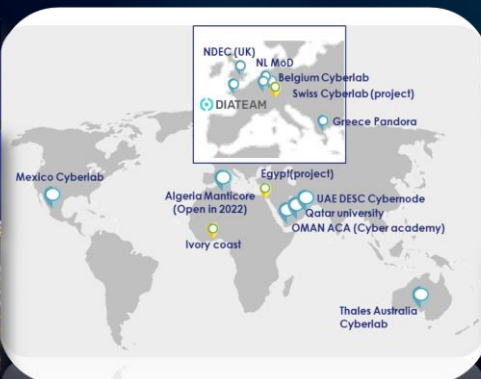 NDEC (UK)
NL MoD
Belgium Cyberlab
Swiss Cyberlab (project)
DIATEAM
Greece Pandora
Mexico Cyberlab
Egypt(project)
Algeria Manticore
(Open in 2022)
UAE DESC Cybernode
Qatar university
OMAN ACA (Cyber academy)
Ivory coast
Thales Australia
Cyberlab